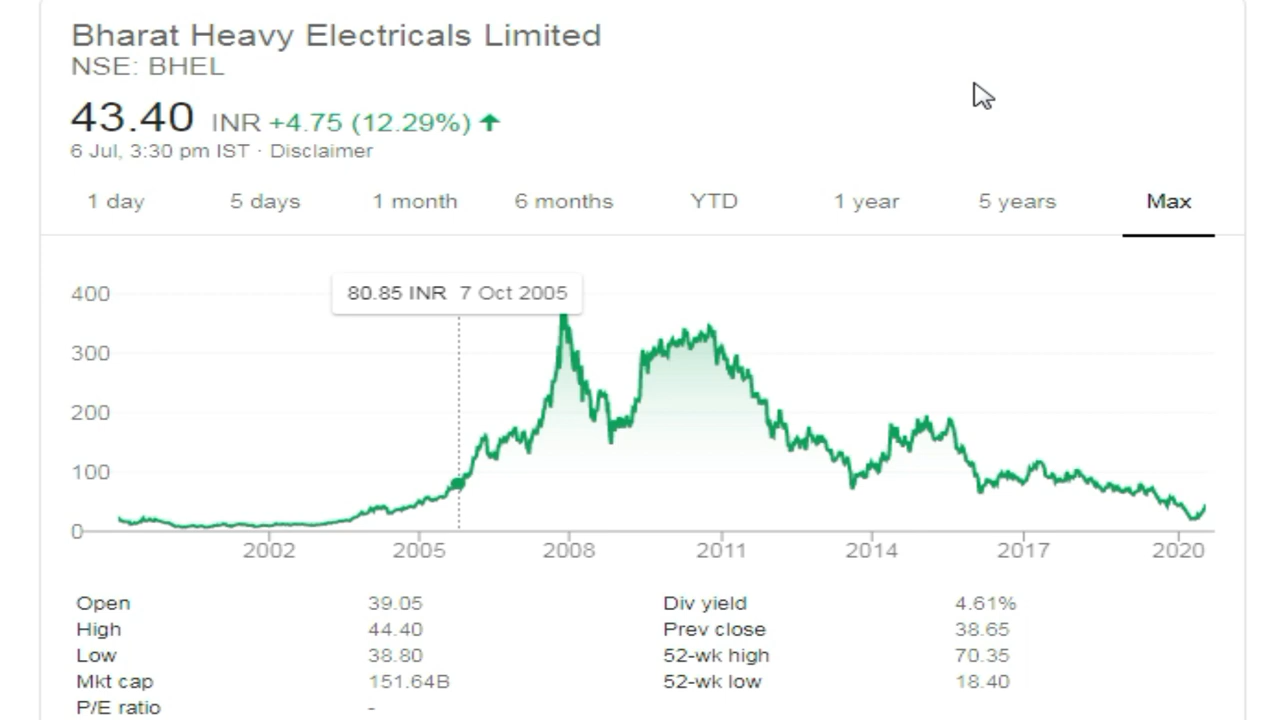 Bharat Heavy Electricals Limited
NSE: BHEL
43.40 INR +4.75 (12.29%) ↑
6 Jul, 3:30 pm IST · Disclaimer
1 day 5 days 1 month 6 months YTD 1 year 5 years Max
80.85 INR 7 Oct 2005
400
300
200
100
0
2002 2005 2008 2011 2014 2017 2020
Open 39.05 Div yield 4.61%
High 44.40 Prev close 38.65
Low 38.80 52-wk high 70.35
Mkt cap 151.64B 52-wk low 18.40
P/E ratio -